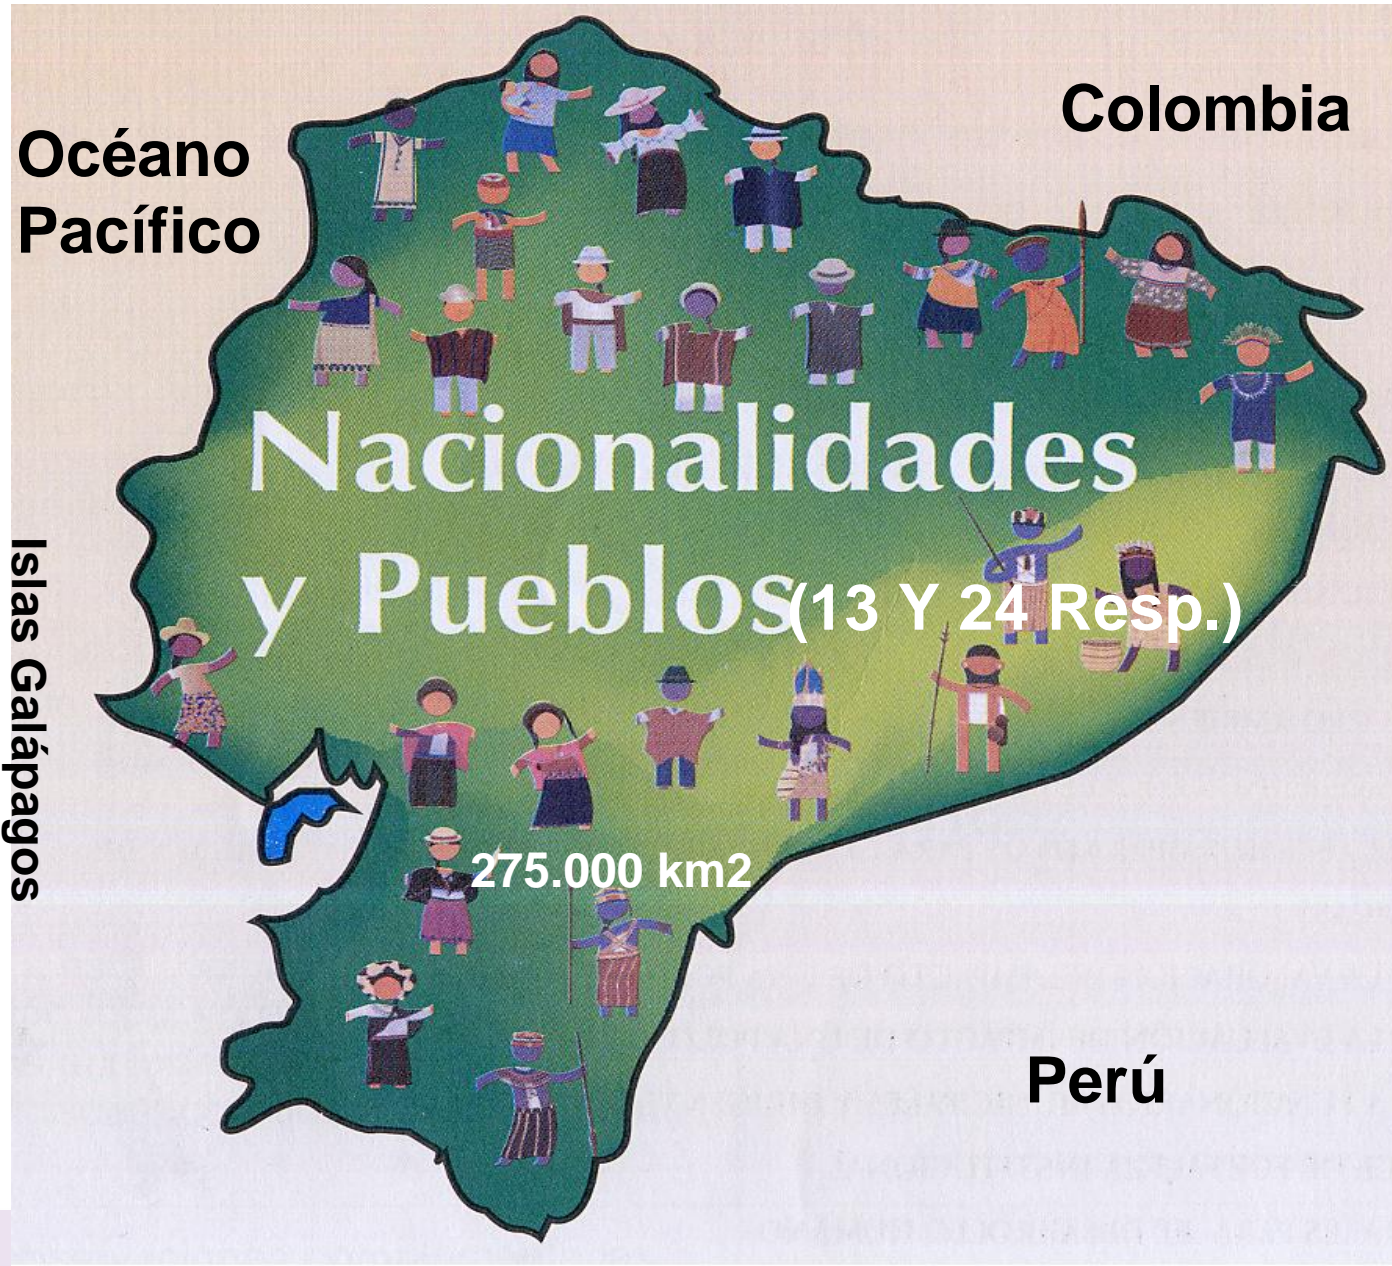 Colombia
Océano
Pacífico
Nacionalidades
y Pueblos(13 Y 24 Resp.)
Islas Galápagos
275.000 km2
Perú